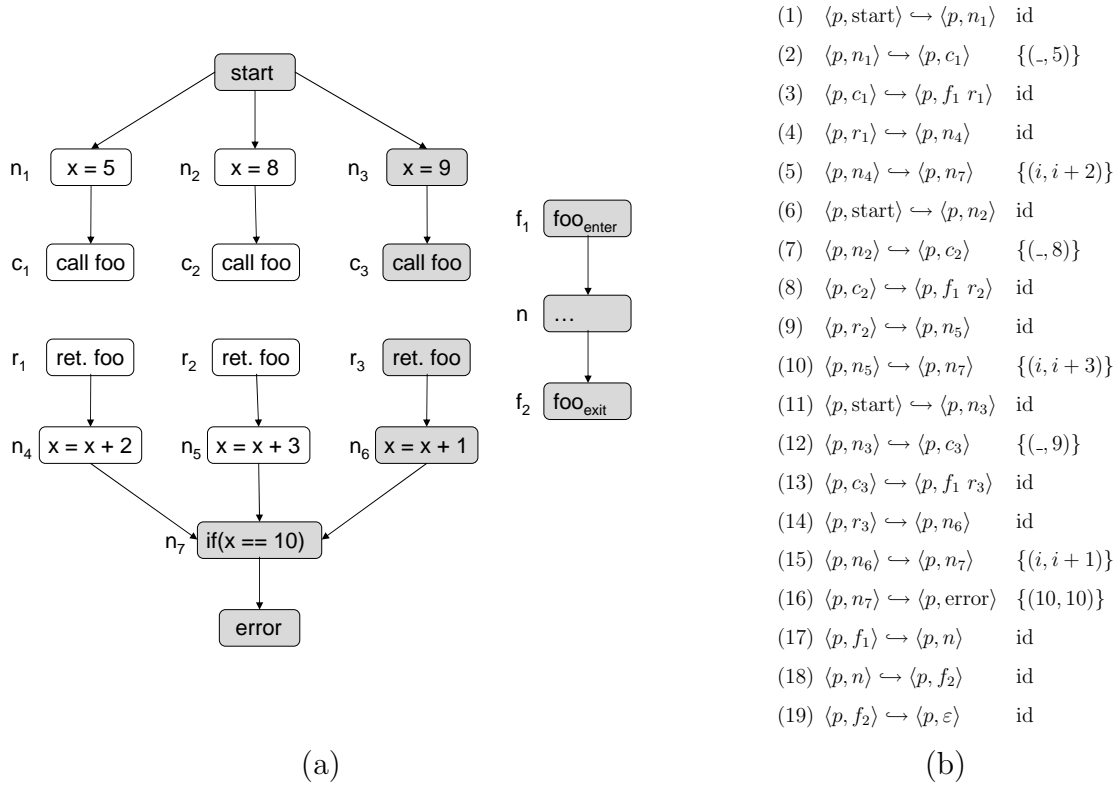 start
n₁ x = 5 n₂ x = 8 n₃ x = 9
c₁ call foo c₂ call foo c₃ call foo
r₁ ret. foo r₂ ret. foo r₃ ret. foo
n₄ x = x + 2 n₅ x = x + 3 n₆ x = x + 1
n₇ if(x == 10)
error
f₁ foo_enter
n …
f₂ foo_exit
(a)
(1) ⟨p, start⟩ ↪ ⟨p, n₁⟩ id
(2) ⟨p, n₁⟩ ↪ ⟨p, c₁⟩ {(_, 5)}
(3) ⟨p, c₁⟩ ↪ ⟨p, f₁ r₁⟩ id
(4) ⟨p, r₁⟩ ↪ ⟨p, n₄⟩ id
(5) ⟨p, n₄⟩ ↪ ⟨p, n₇⟩ {(i, i + 2)}
(6) ⟨p, start⟩ ↪ ⟨p, n₂⟩ id
(7) ⟨p, n₂⟩ ↪ ⟨p, c₂⟩ {(_, 8)}
(8) ⟨p, c₂⟩ ↪ ⟨p, f₁ r₂⟩ id
(9) ⟨p, r₂⟩ ↪ ⟨p, n₅⟩ id
(10) ⟨p, n₅⟩ ↪ ⟨p, n₇⟩ {(i, i + 3)}
(11) ⟨p, start⟩ ↪ ⟨p, n₃⟩ id
(12) ⟨p, n₃⟩ ↪ ⟨p, c₃⟩ {(_, 9)}
(13) ⟨p, c₃⟩ ↪ ⟨p, f₁ r₃⟩ id
(14) ⟨p, r₃⟩ ↪ ⟨p, n₆⟩ id
(15) ⟨p, n₆⟩ ↪ ⟨p, n₇⟩ {(i, i + 1)}
(16) ⟨p, n₇⟩ ↪ ⟨p, error⟩ {(10, 10)}
(17) ⟨p, f₁⟩ ↪ ⟨p, n⟩ id
(18) ⟨p, n⟩ ↪ ⟨p, f₂⟩ id
(19) ⟨p, f₂⟩ ↪ ⟨p, ε⟩ id
(b)